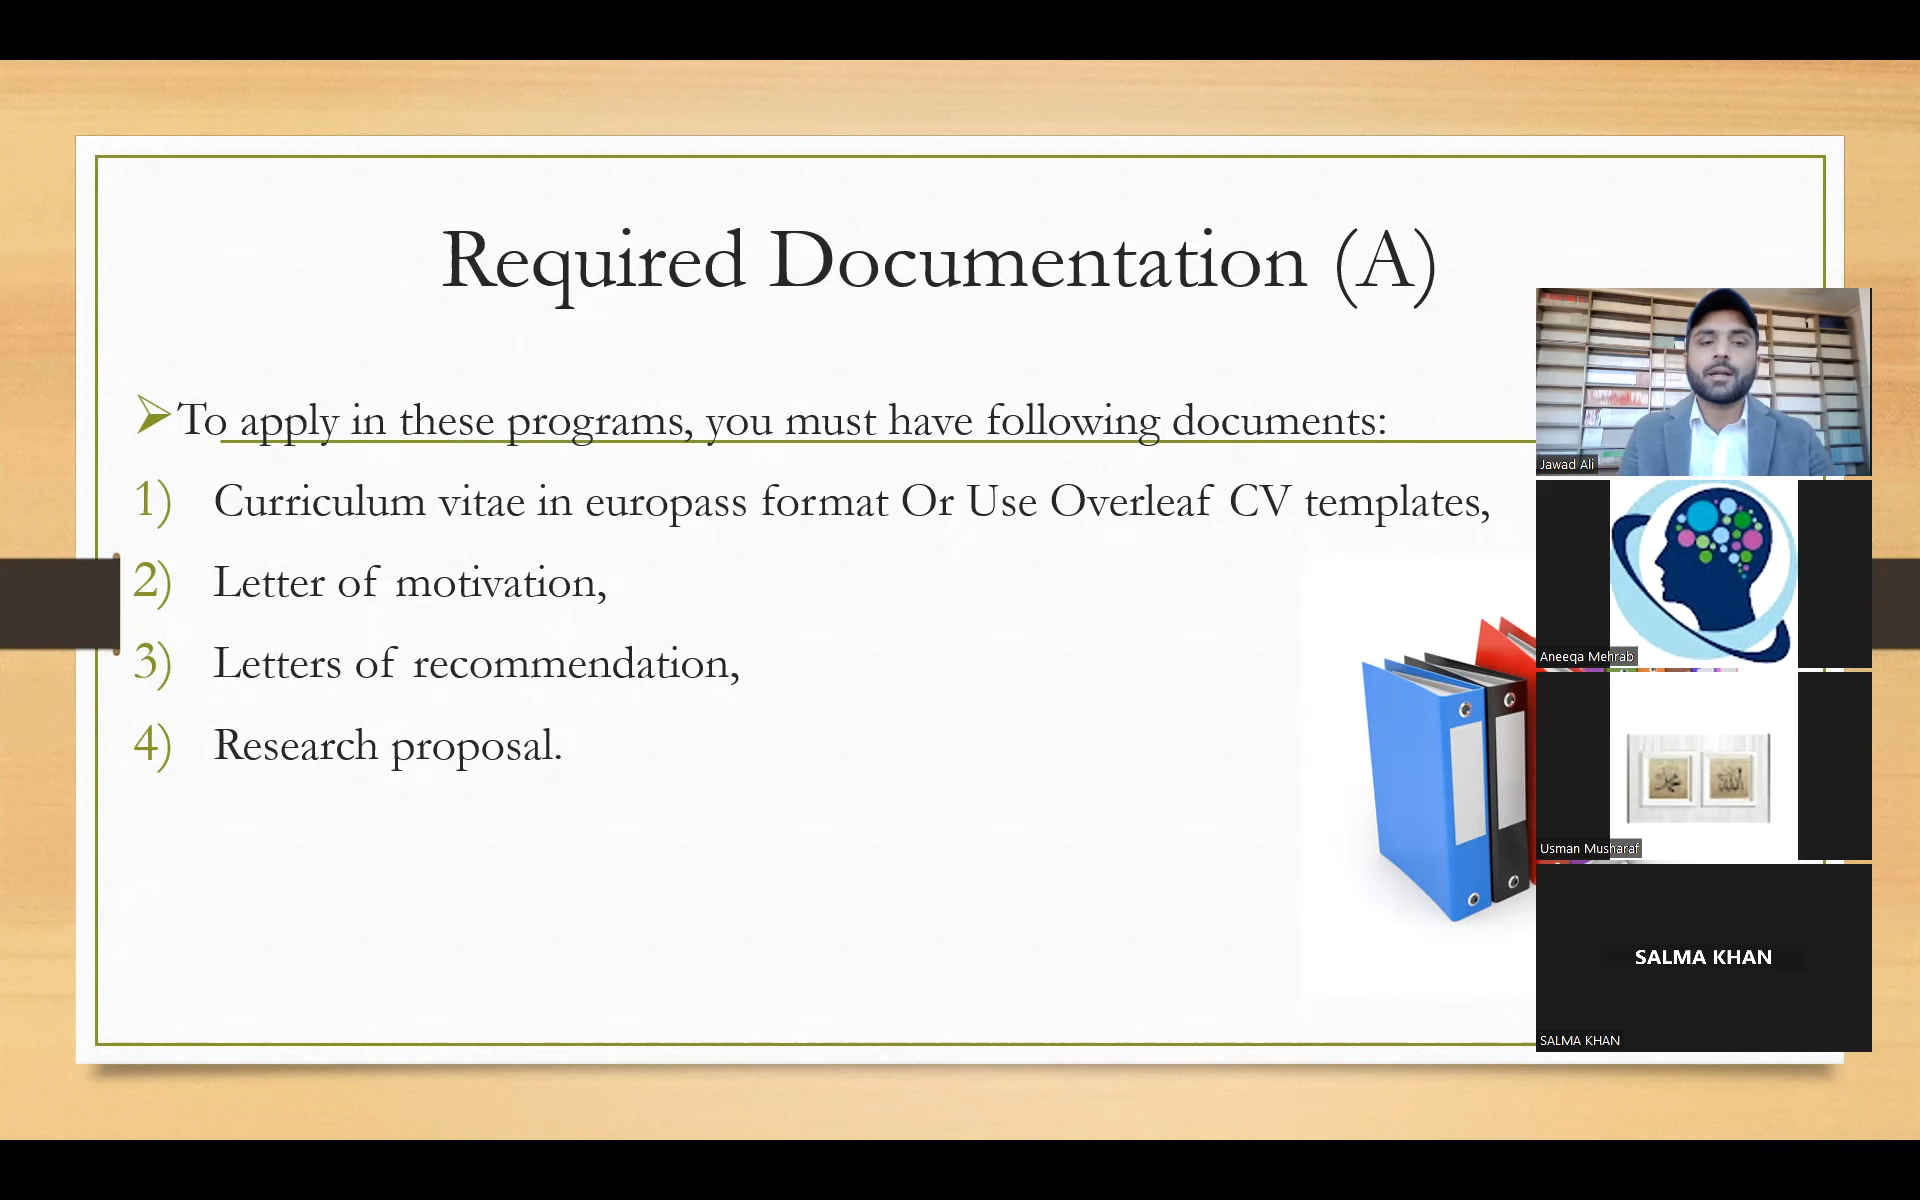 Required Documentation (A)
To apply in these programs, you must have following documents:
1) Curriculum vitae in europass format Or Use Overleaf CV templates,
2) Letter of motivation,
3) Letters of recommendation,
4) Research proposal.
Jawad Ali
Aneeqa Mehrab
Usman Musharaf
SALMA KHAN
SALMA KHAN